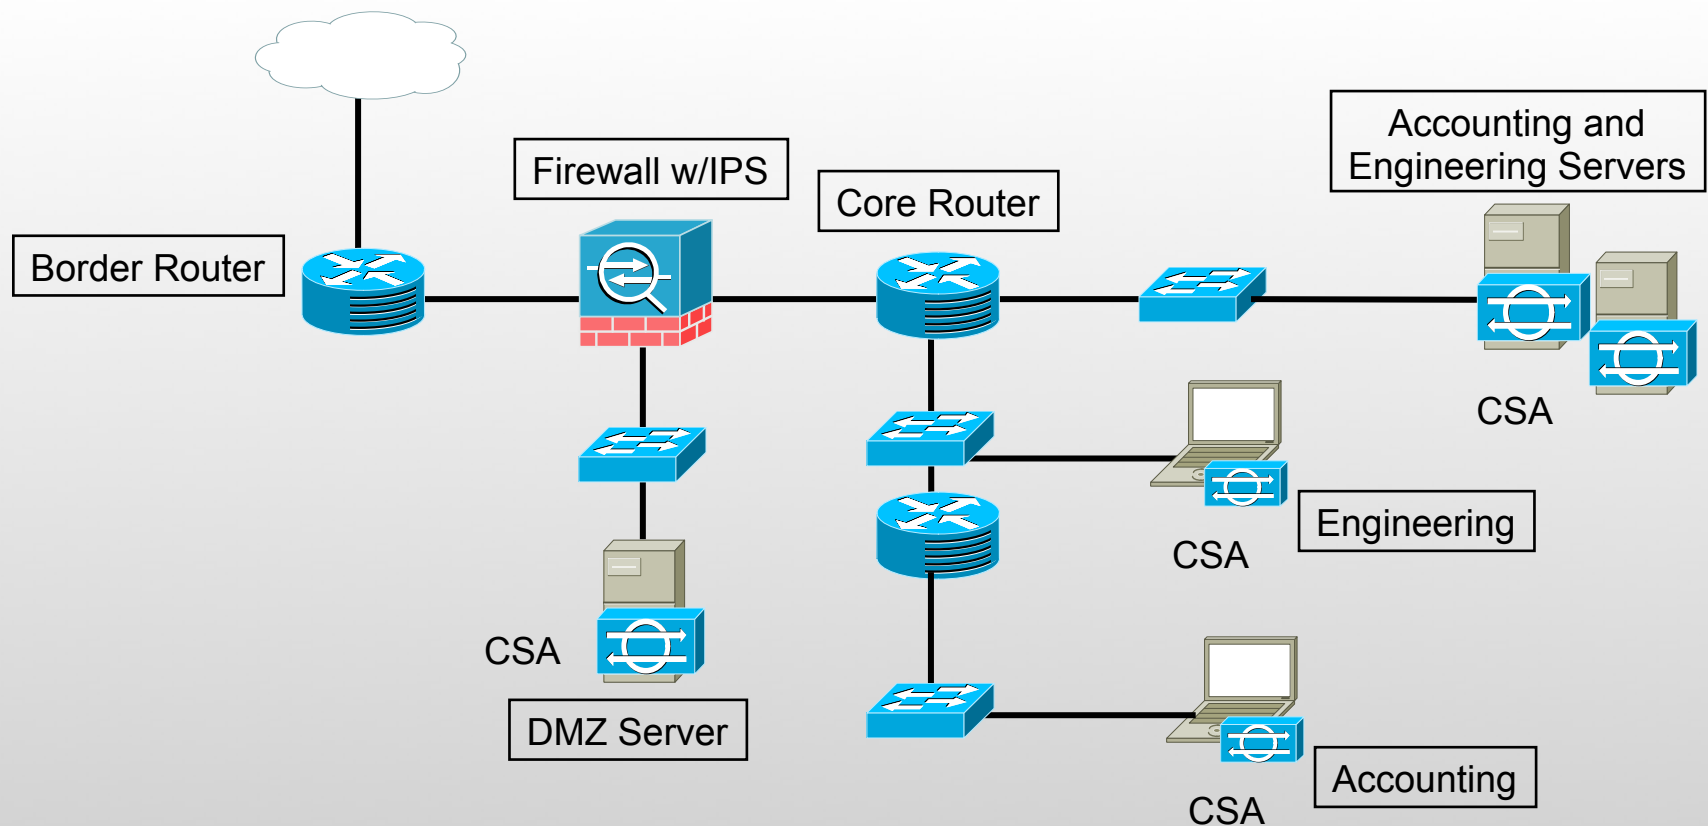 Accounting and
Engineering Servers
Firewall w/IPS
Core Router
Border Router
CSA
Engineering
CSA
CSA
DMZ Server
Accounting
CSA